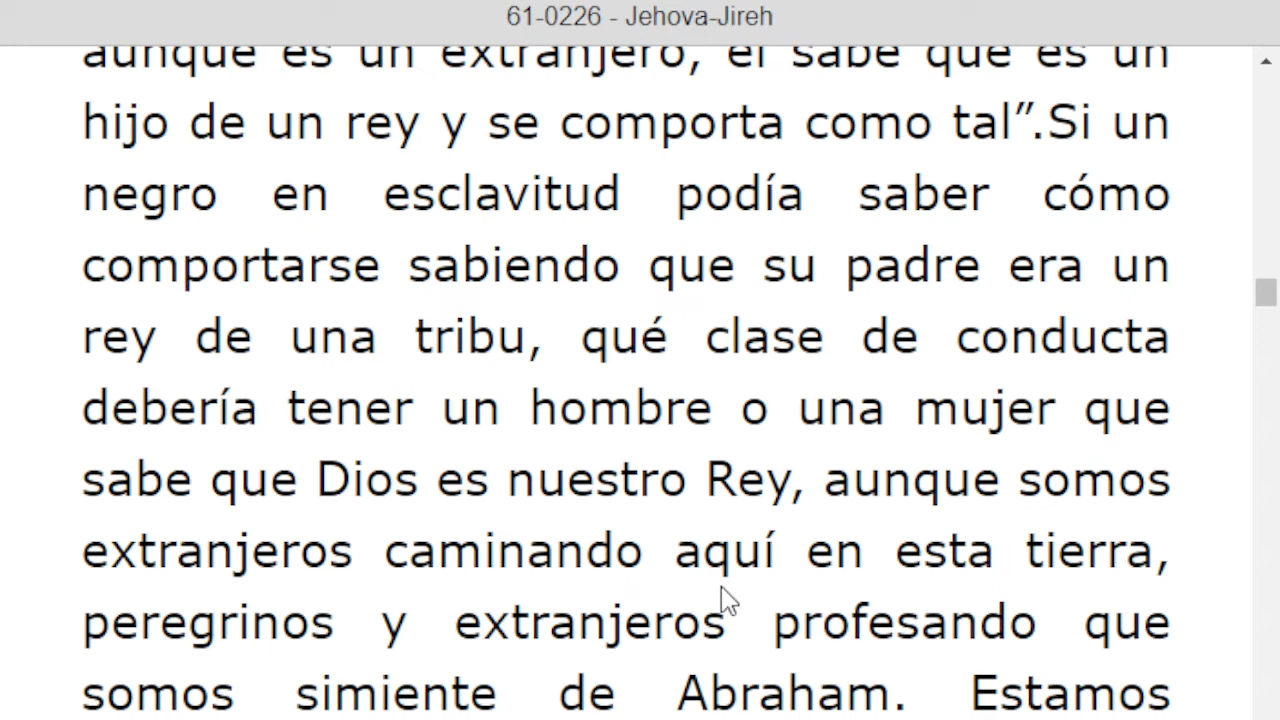 61-0226 - Jehova-Jireh
aunque es un extranjero, él sabe que es un
hijo de un rey y se comporta como tal”.Si un
negro en esclavitud podía saber cómo
comportarse sabiendo que su padre era un
rey de una tribu, qué clase de conducta
debería tener un hombre o una mujer que
sabe que Dios es nuestro Rey, aunque somos
extranjeros caminando aquí en esta tierra,
peregrinos y extranjeros profesando que
somos simiente de Abraham. Estamos